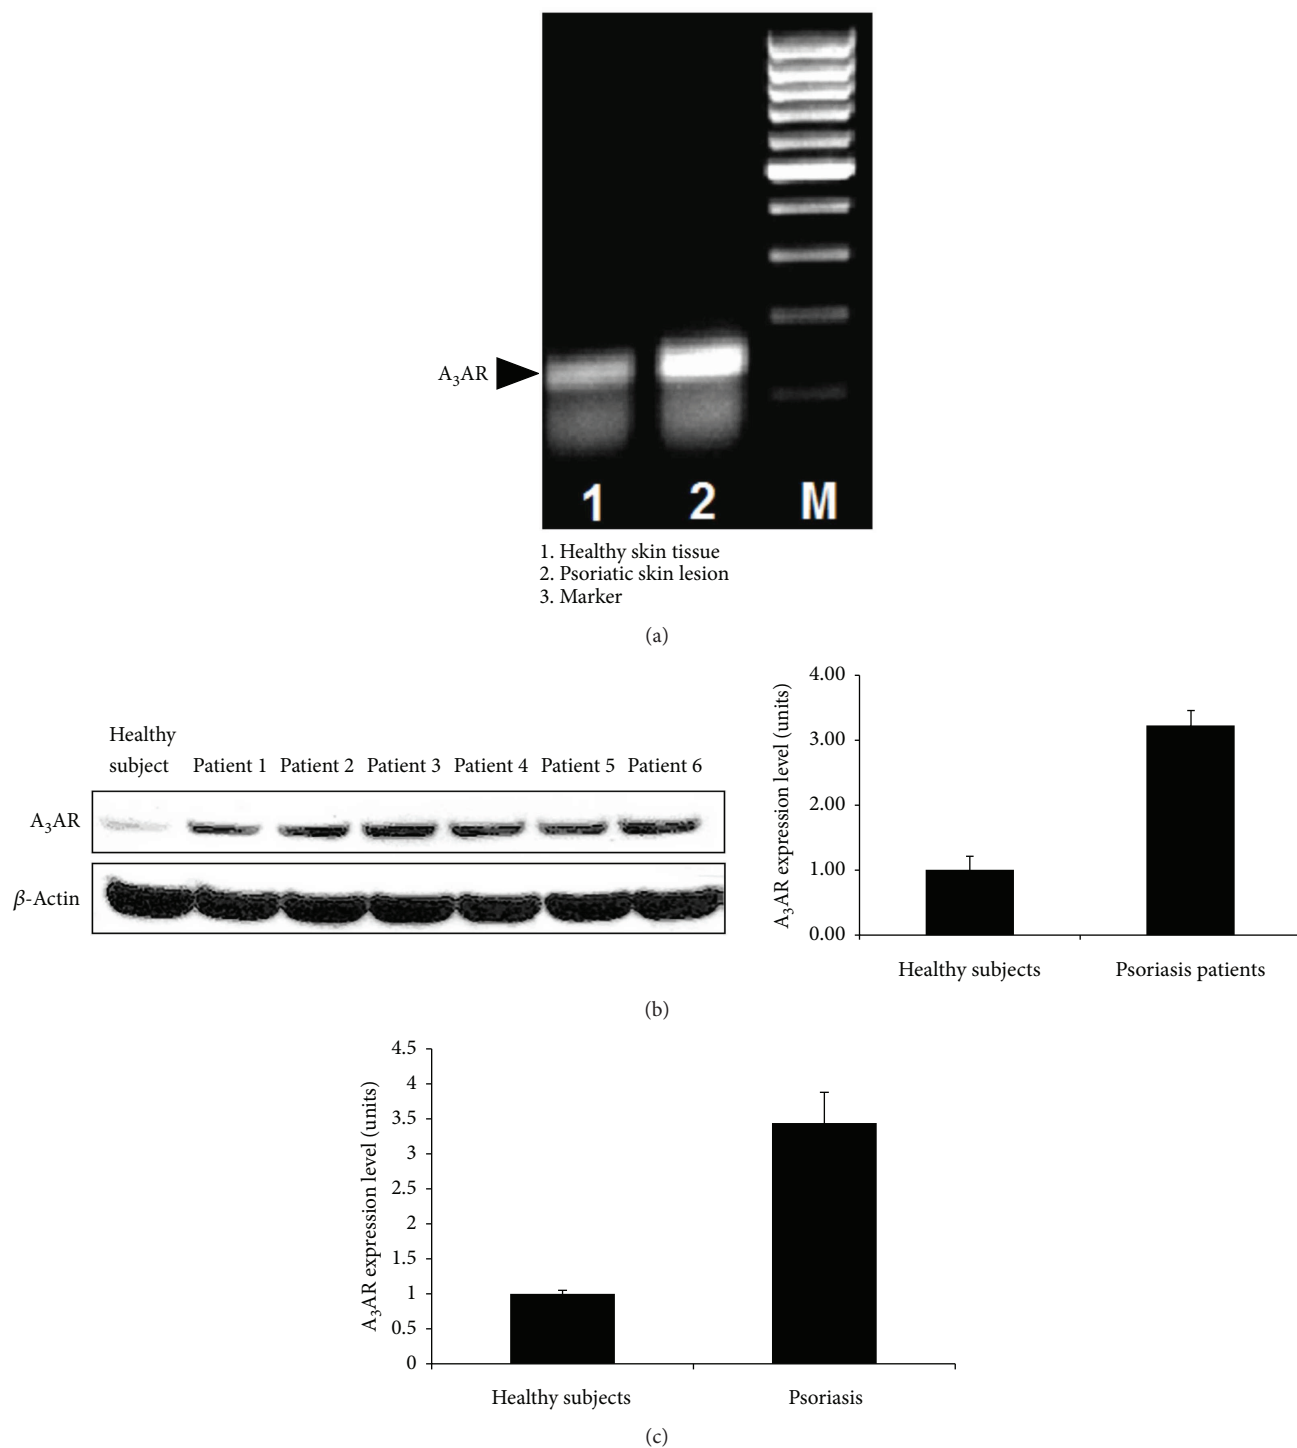 A₃AR
1 2 M
1. Healthy skin tissue
2. Psoriatic skin lesion
3. Marker
(a)
Healthy
subject Patient 1 Patient 2 Patient 3 Patient 4 Patient 5 Patient 6
A₃AR
β-Actin
A₃AR expression level (units)
4.00
3.00
2.00
1.00
0.00
Healthy subjects Psoriasis patients
(b)
A₃AR expression level (units)
4.5
4
3.5
3
2.5
2
1.5
1
0.5
0
Healthy subjects Psoriasis
(c)